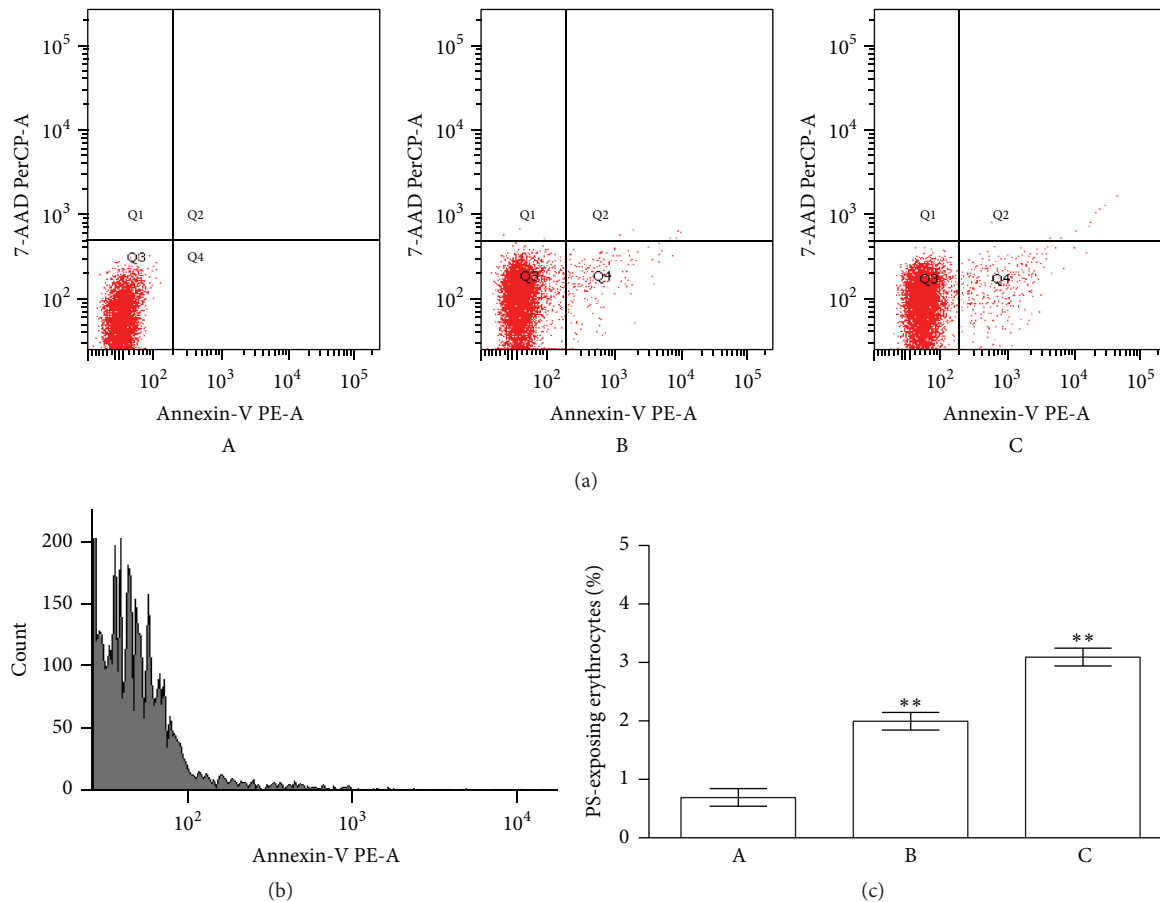 10^5
10^4
10^3
10^2
7-AAD PerCP-A
Q1 Q2
Q3 Q4
10^2 10^3 10^4 10^5
Annexin-V PE-A
A
10^5
10^4
10^3
10^2
7-AAD PerCP-A
Q1 Q2
Q3 Q4
10^2 10^3 10^4 10^5
Annexin-V PE-A
B
10^5
10^4
10^3
10^2
7-AAD PerCP-A
Q1 Q2
Q3 Q4
10^2 10^3 10^4 10^5
Annexin-V PE-A
C
(a)
200
150
100
50
0
Count
10^2 10^3 10^4
Annexin-V PE-A
(b)
5
4
3
2
1
0
PS-exposing erythrocytes (%)
**
**
A B C
(c)